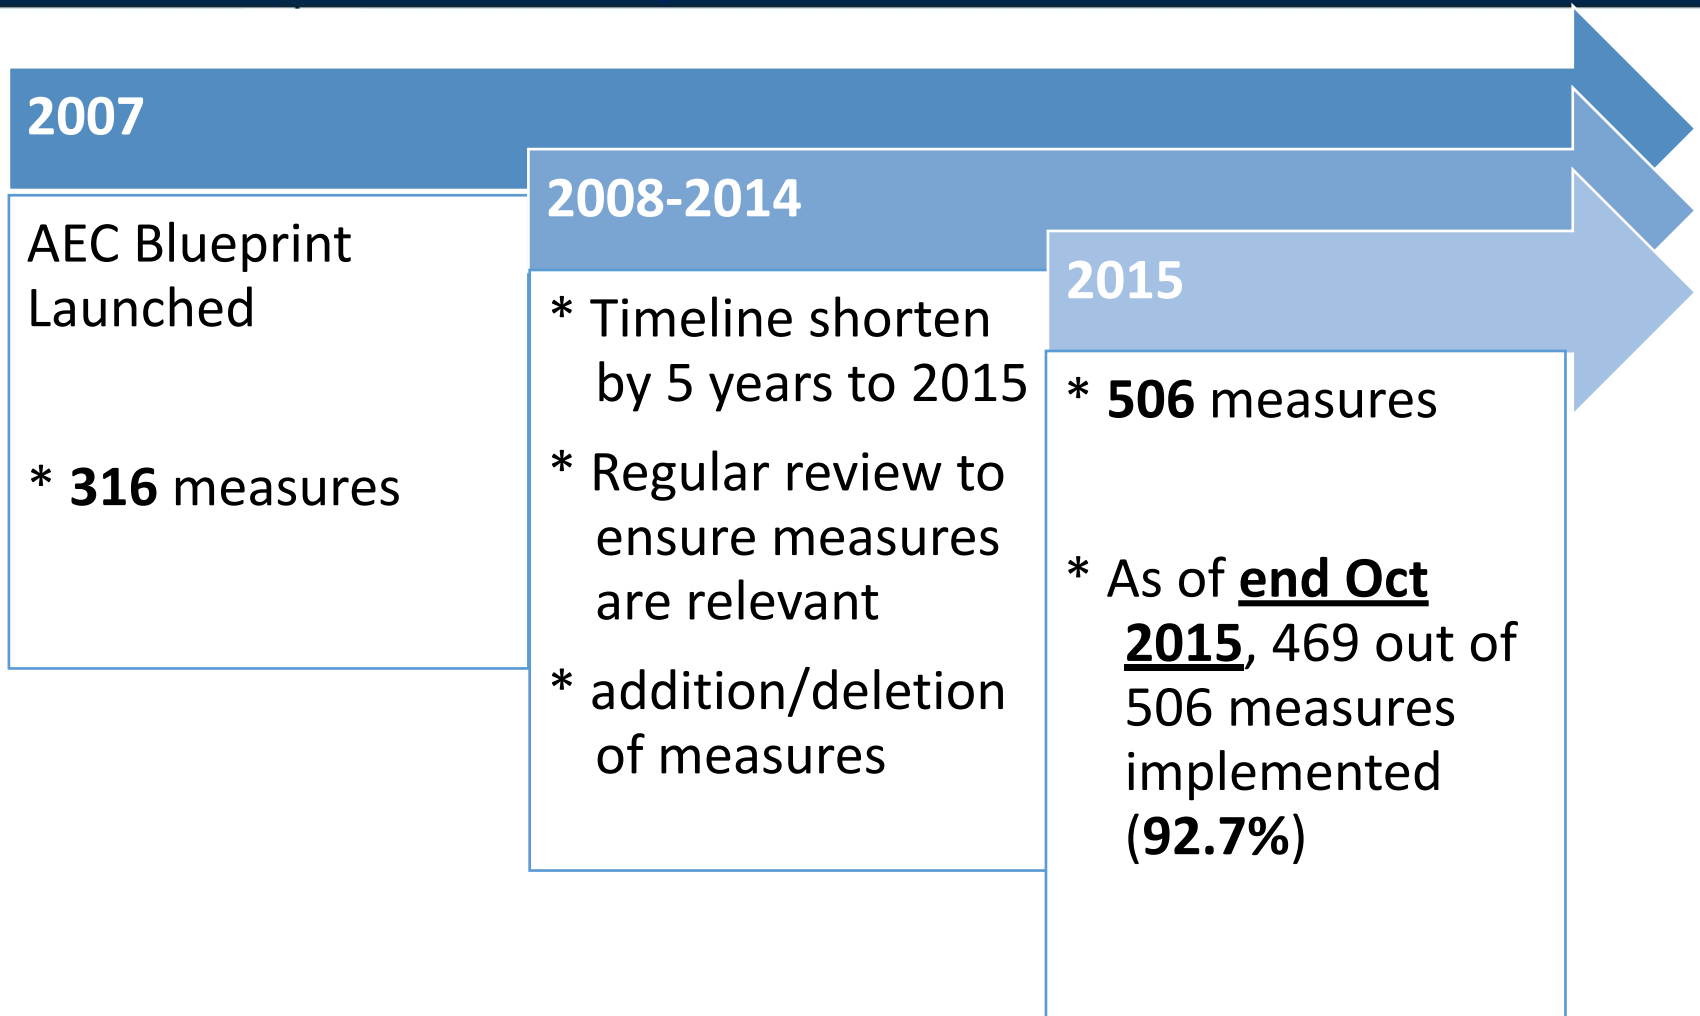 2007
AEC Blueprint
Launched
* 316 measures
2008-2014
* Timeline shorten
by 5 years to 2015
* Regular review to
ensure measures
are relevant
* addition/deletion
of measures
2015
* 506 measures
* As of end Oct
2015, 469 out of
506 measures
implemented
(92.7%)